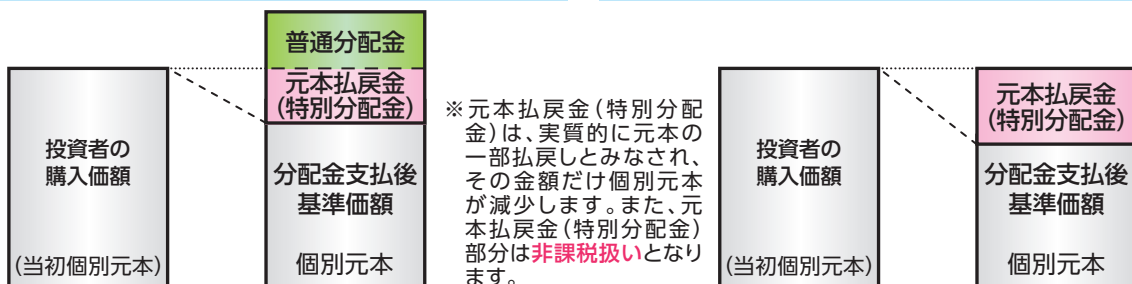 投資者の
購入価額
(当初個別元本)
普通分配金
元本払戻金
(特別分配金)
分配金支払後
基準価額
個別元本
※元本払戻金(特別分配
金)は、実質的に元本の
一部払戻しとみなされ、
その金額だけ個別元本
が減少します。また、元
本払戻金(特別分配金)
部分は非課税扱いとなり
ます。
投資者の
購入価額
(当初個別元本)
元本払戻金
(特別分配金)
分配金支払後
基準価額
個別元本